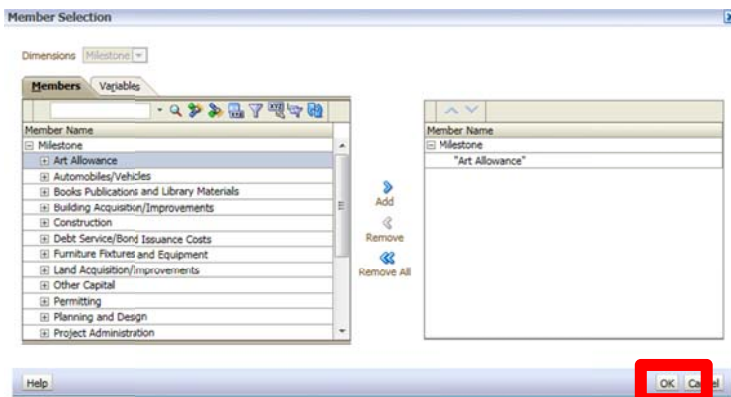 Member Selection
Dimensions Milestone
Members Variables
Member Name
Milestone
Art Allowance
Automobiles/Vehicles
Books Publications and Library Materials
Building Acquisition/Improvements
Construction
Debt Service/Bond Issuance Costs
Furniture Fixtures and Equipment
Land Acquisition/Improvements
Other Capital
Permitting
Planning and Design
Project Administration
Add
Remove
Remove All
Member Name
Milestone
"Art Allowance"
Help OK Cancel